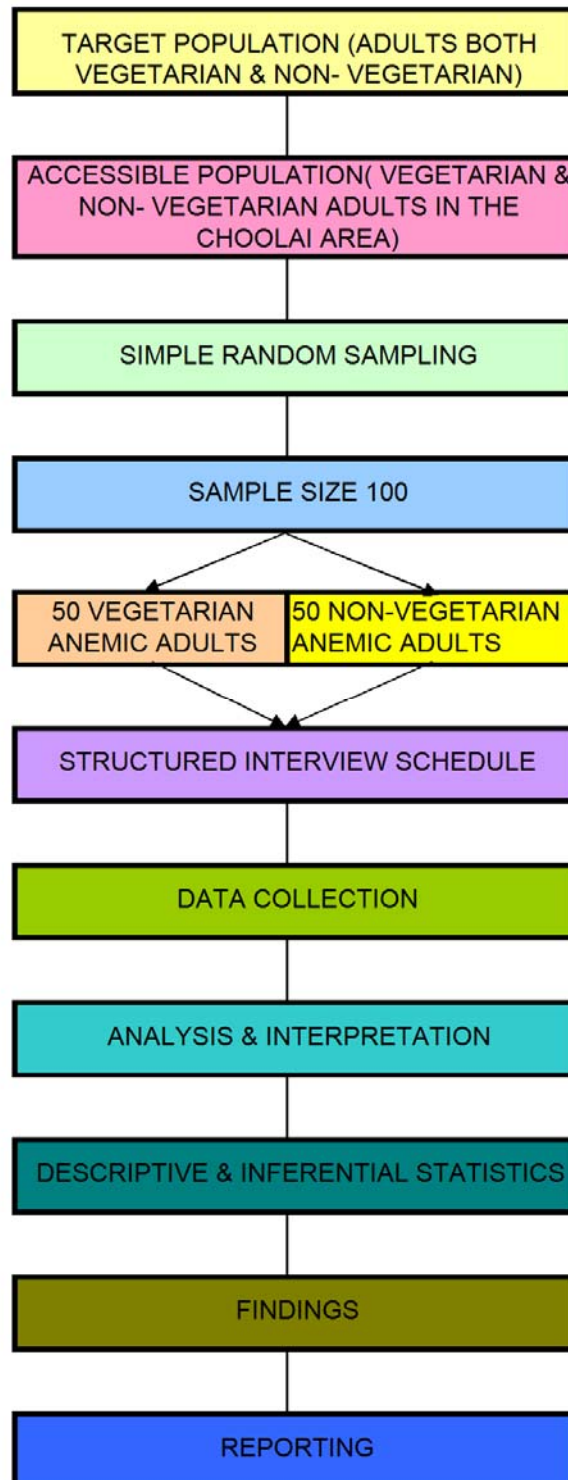 TARGET POPULATION (ADULTS BOTH
VEGETARIAN & NON- VEGETARIAN)
ACCESSIBLE POPULATION( VEGETARIAN &
NON- VEGETARIAN ADULTS IN THE
CHOOLAI AREA)
SIMPLE RANDOM SAMPLING
SAMPLE SIZE 100
50 VEGETARIAN
ANEMIC ADULTS
50 NON-VEGETARIAN
ANEMIC ADULTS
STRUCTURED INTERVIEW SCHEDULE
DATA COLLECTION
ANALYSIS & INTERPRETATION
DESCRIPTIVE & INFERENTIAL STATISTICS
FINDINGS
REPORTING